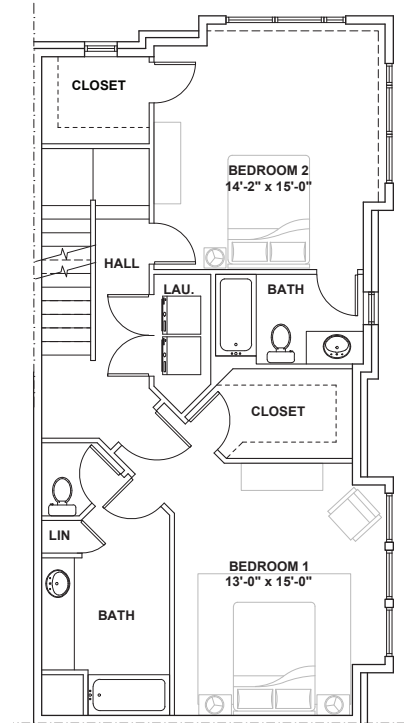 CLOSET
BEDROOM 2
14'-2" x 15'-0"
HALL
LAU.
BATH
CLOSET
LIN
BEDROOM 1
13'-0" x 15'-0"
BATH